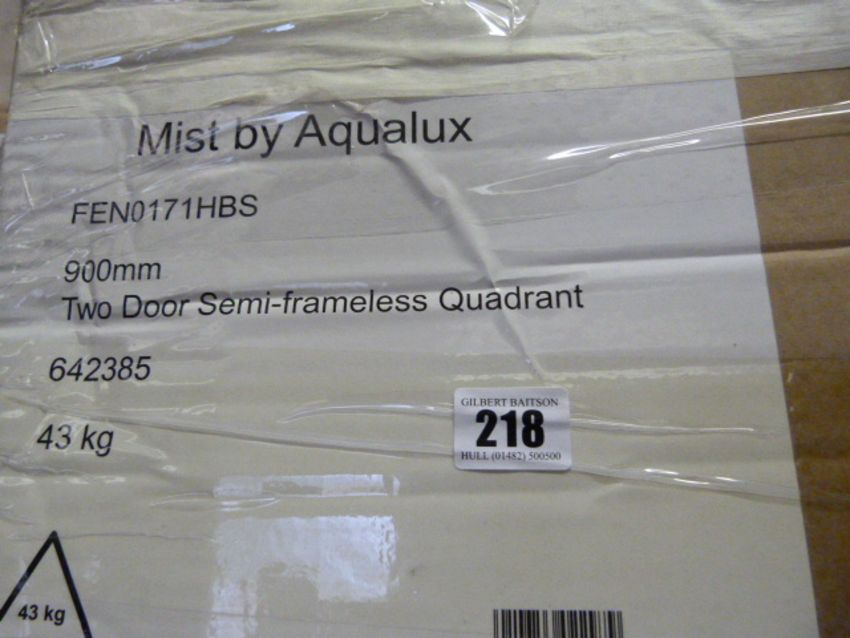 Mist by Aqualux
FEN0171HBS
900mm
Two Door Semi-frameless Quadrant
642385
43 kg
GILBERT BAITSON
218
HULL (01482) 500500
43 kg